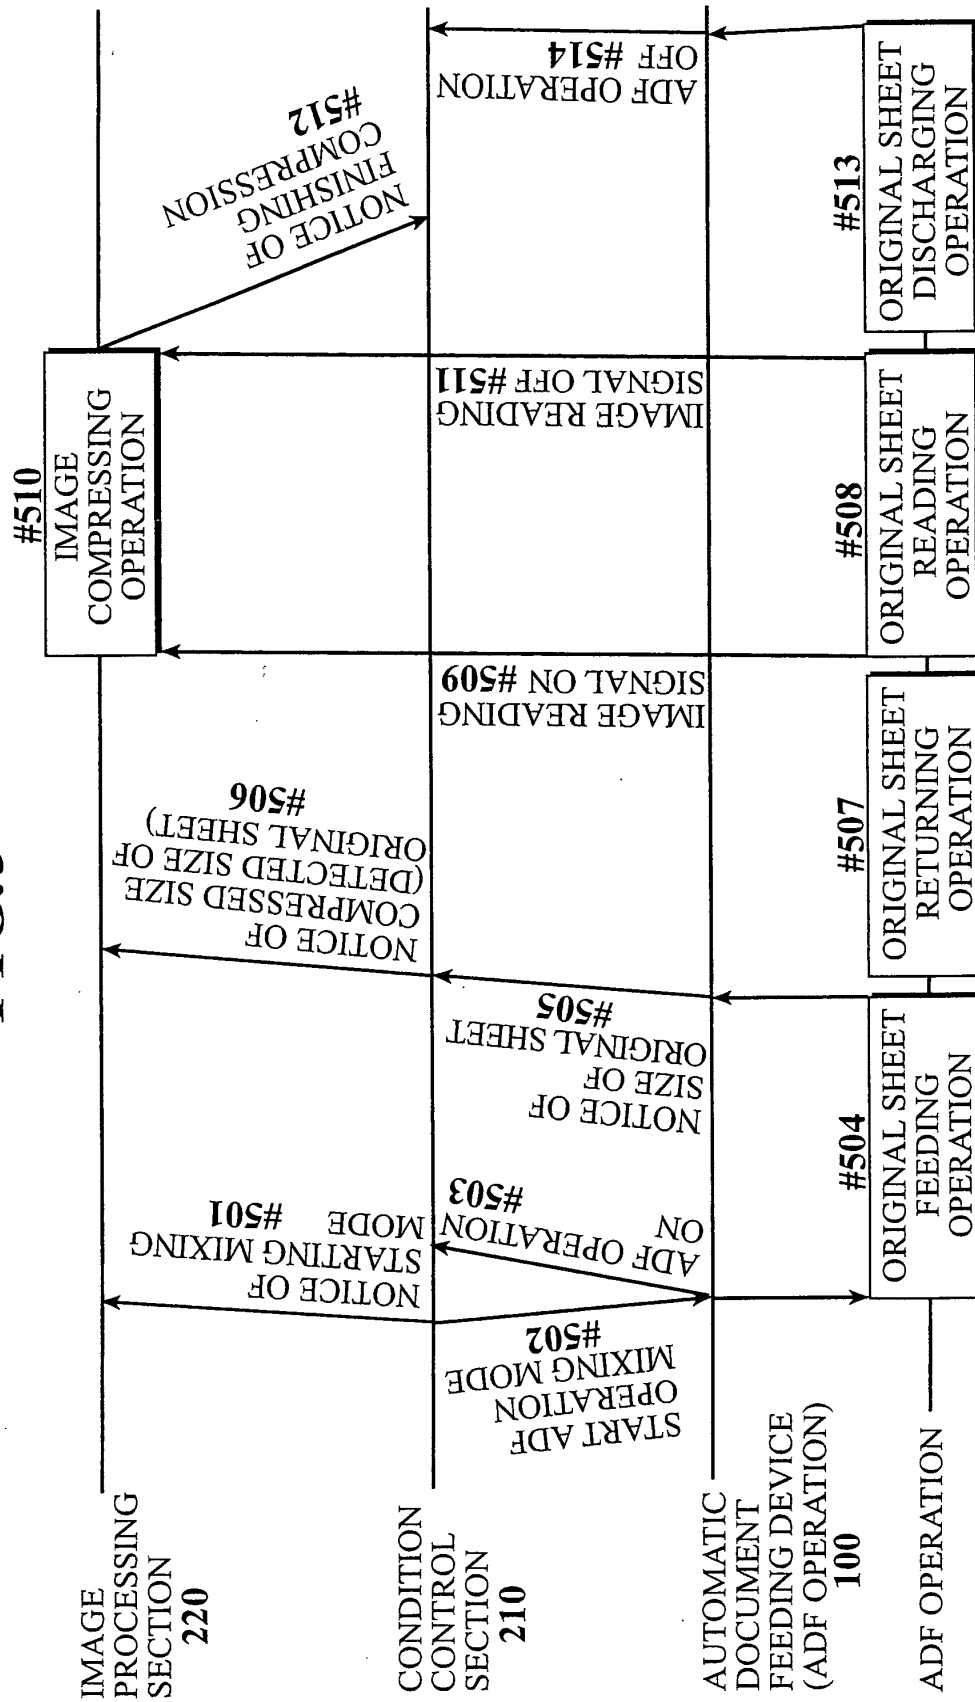 #510
IMAGE
COMPRESSING
OPERATION
NOTICE OF
FINISHING
COMPRESSION
#512
NOTICE OF
COMPRESSED SIZE
(DETECTED SIZE OF
ORIGINAL SHEET)
#506
NOTICE OF
STARTING MIXING
MODE #501
IMAGE
PROCESSING
SECTION
220
ADF OPERATION
OFF #514
IMAGE READING
SIGNAL OFF #511
IMAGE READING
SIGNAL ON #509
NOTICE OF
SIZE OF
ORIGINAL SHEET
#505
ADF OPERATION
ON
#503
START ADF
OPERATION
MIXING MODE
#502
CONDITION
CONTROL
SECTION
210
AUTOMATIC
DOCUMENT
FEEDING DEVICE
(ADF OPERATION)
100
ADF OPERATION
#504
ORIGINAL SHEET
FEEDING
OPERATION
#507
ORIGINAL SHEET
RETURNING
OPERATION
#508
ORIGINAL SHEET
READING
OPERATION
#513
ORIGINAL SHEET
DISCHARGING
OPERATION